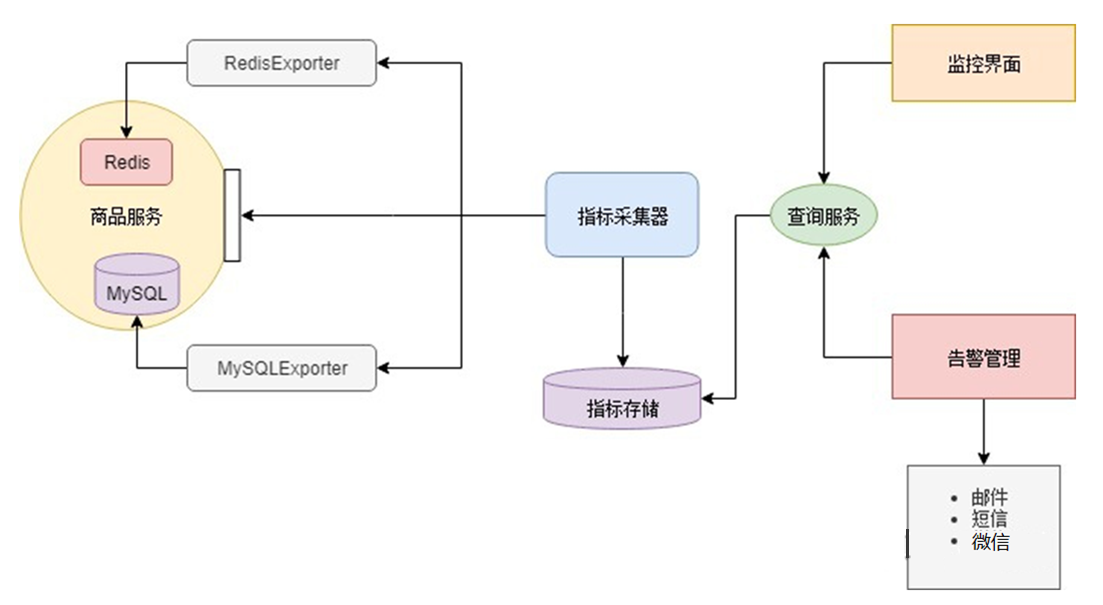 RedisExporter
监控界面
Redis
商品服务
指标采集器
查询服务
MySQL
MySQLExporter
告警管理
指标存储
• 邮件
• 短信
• 微信